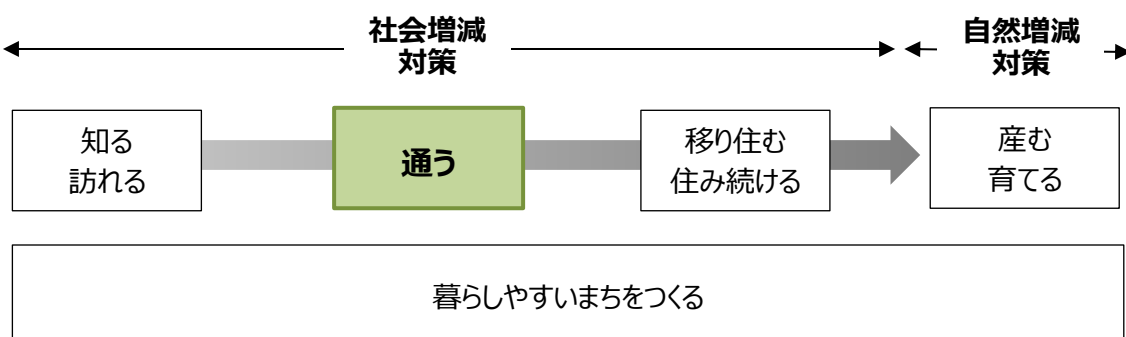 社会増減
対策
自然増減
対策
知る
訪れる
通う
移り住む
住み続ける
産む
育てる
暮らしやすいまちをつくる